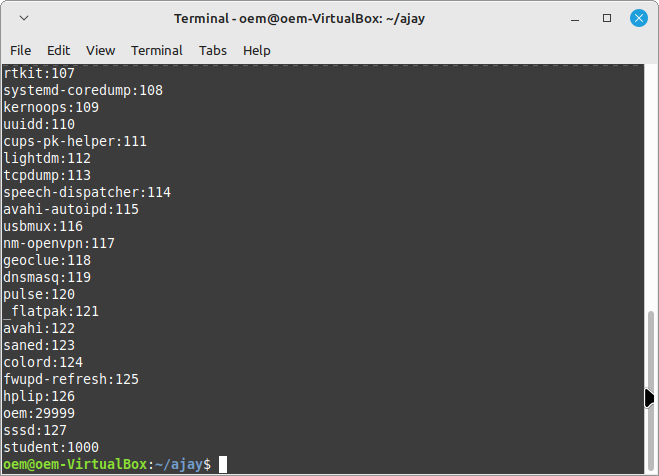 Terminal - oem@oem-VirtualBox: ~/ajay
File Edit View Terminal Tabs Help
rtkit:107
systemd-coredump:108
kernoops:109
uuidd:110
cups-pk-helper:111
lightdm:112
tcpdump:113
speech-dispatcher:114
avahi-autoipd:115
usbmux:116
nm-openvpn:117
geoclue:118
dnsmasq:119
pulse:120
_flatpak:121
avahi:122
saned:123
colord:124
fwupd-refresh:125
hplip:126
oem:29999
sssd:127
student:1000
oem@oem-VirtualBox:~/ajay$